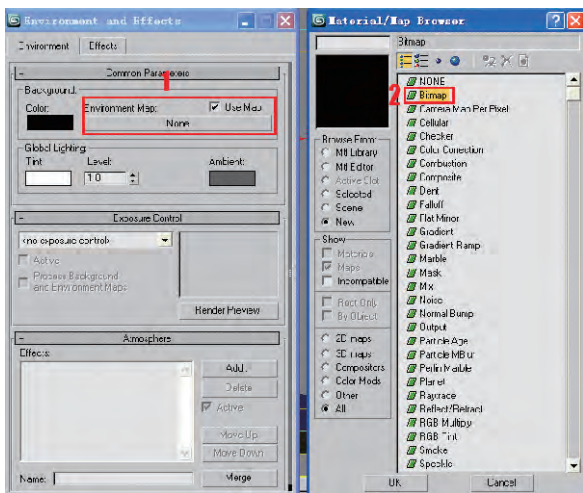 Environment and Effects
Environment
Effects
Common Parameters
Background:
Color:
Environment Map:
Use Map
None
Global Lighting:
Tint:
Level:
Ambient:
1.0
Exposure Control
<no exposure control>
Active
Process Background
and Environment Maps
Render Preview
Atmosphere
Effects:
Add...
Delete
Active
Move Up
Move Down
Name:
Merge
1
Material/Map Browser
Bitmap
2
NONE
Bitmap
Camera Map Per Pixel
Cellular
Checker
Color Correction
Combustion
Composite
Dent
Falloff
Flat Mirror
Gradient
Gradient Ramp
Marble
Mask
Mix
Noise
Normal Bump
Output
Particle Age
Particle MBlur
Perlin Marble
Planet
Raytrace
Reflect/Refract
RGB Multiply
RGB Tint
Smoke
Speckle
Browse From:
Mtl Library
Mtl Editor
Active Slot
Selected
Scene
New
Show
Materials
Maps
Incompatible
Root Only
By Object
2D maps
3D maps
Compositors
Color Mods
Other
All
OK
Cancel